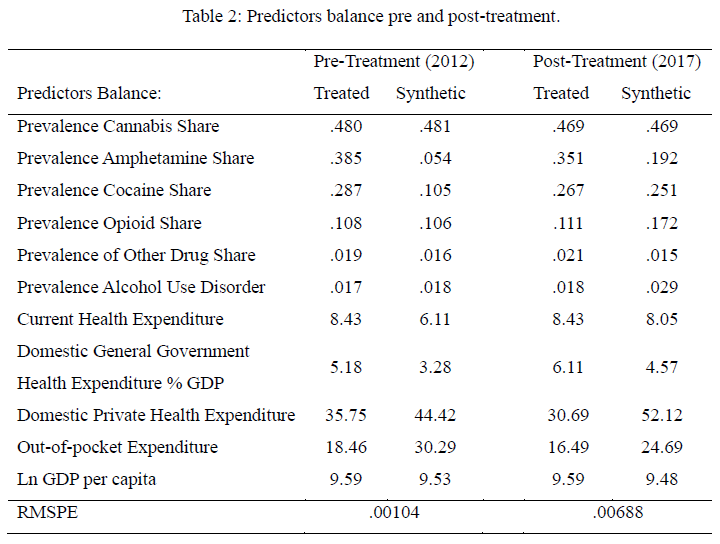 Table 2: Predictors balance pre and post-treatment.
Pre-Treatment (2012) Post-Treatment (2017)
Predictors Balance: Treated Synthetic Treated Synthetic
Prevalence Cannabis Share .480 .481 .469 .469
Prevalence Amphetamine Share .385 .054 .351 .192
Prevalence Cocaine Share .287 .105 .267 .251
Prevalence Opioid Share .108 .106 .111 .172
Prevalence of Other Drug Share .019 .016 .021 .015
Prevalence Alcohol Use Disorder .017 .018 .018 .029
Current Health Expenditure 8.43 6.11 8.43 8.05
Domestic General Government
Health Expenditure % GDP 5.18 3.28 6.11 4.57
Domestic Private Health Expenditure 35.75 44.42 30.69 52.12
Out-of-pocket Expenditure 18.46 30.29 16.49 24.69
Ln GDP per capita 9.59 9.53 9.59 9.48
RMSPE .00104 .00688